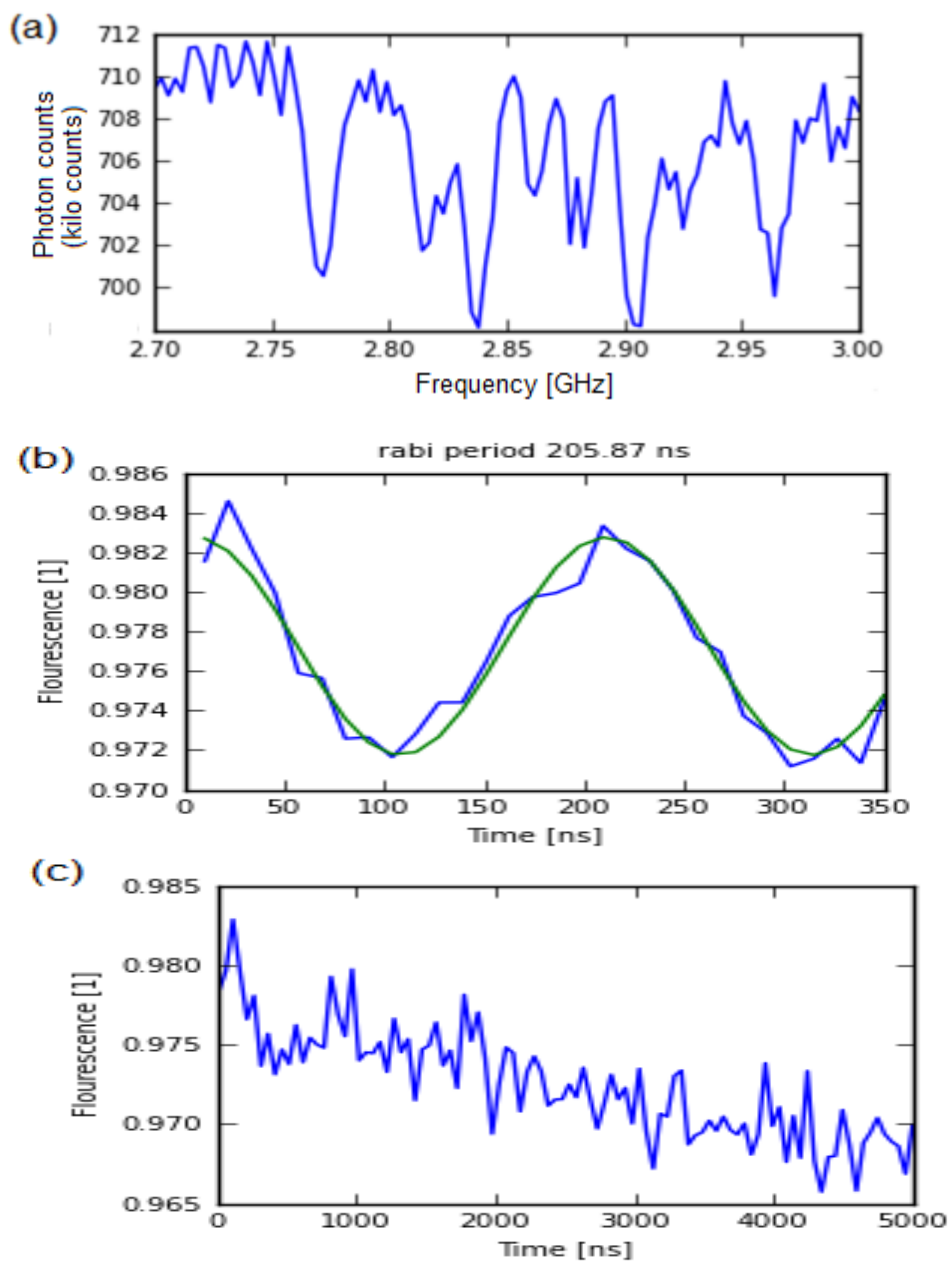 (a)
712
710
708
706
704
702
700
Photon counts
(kilo counts)
2.70 2.75 2.80 2.85 2.90 2.95 3.00
Frequency [GHz]
(b)
rabi period 205.87 ns
0.986
0.984
0.982
0.980
0.978
0.976
0.974
0.972
0.970
Flourescence [1]
0 50 100 150 200 250 300 350
Time [ns]
(c)
0.985
0.980
0.975
0.970
0.965
Flourescence [1]
0 1000 2000 3000 4000 5000
Time [ns]